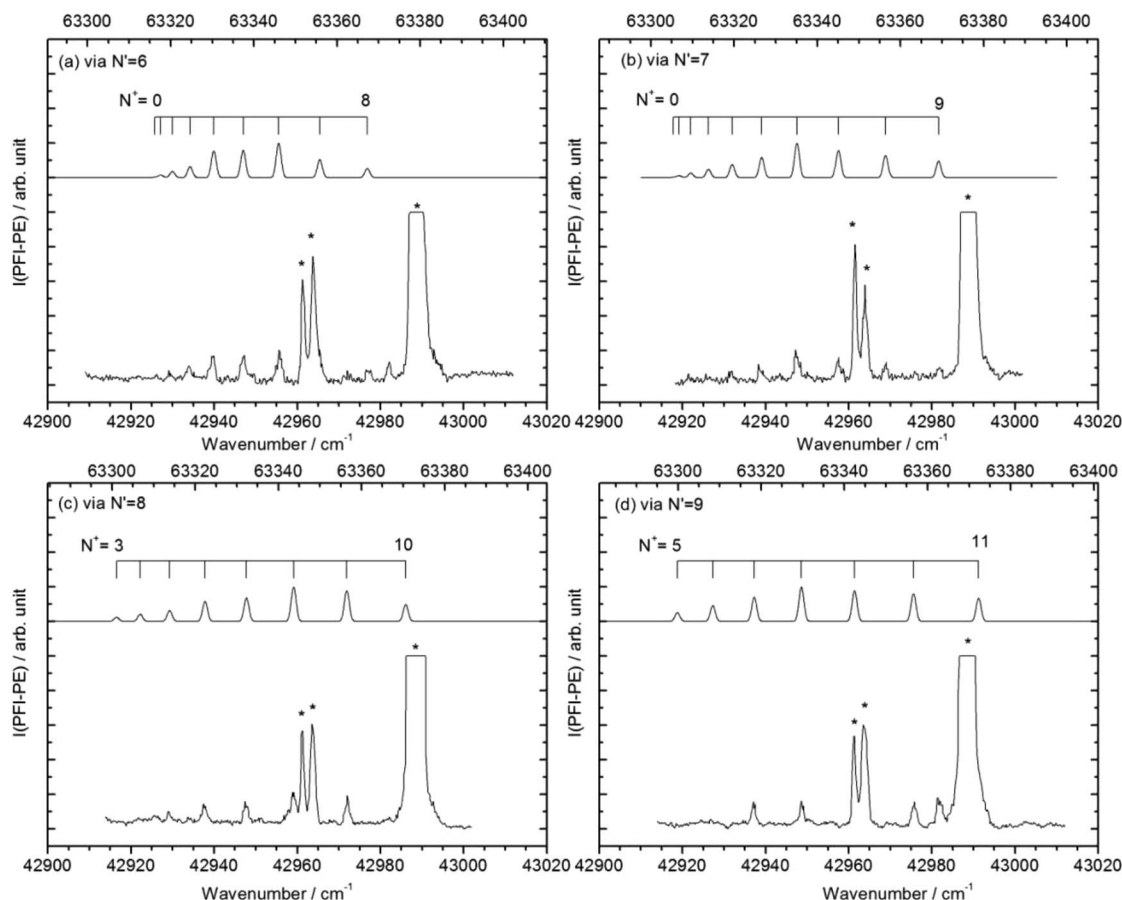 63300 63320 63340 63360 63380 63400
(a) via N'=6
N⁺= 0 8
*
* *
I(PFI-PE) / arb. unit
42900 42920 42940 42960 42980 43000 43020
Wavenumber / cm⁻¹
63300 63320 63340 63360 63380 63400
(b) via N'=7
N⁺= 0 9
*
* *
I(PFI-PE) / arb. unit
42900 42920 42940 42960 42980 43000 43020
Wavenumber / cm⁻¹
63300 63320 63340 63360 63380 63400
(c) via N'=8
N⁺= 3 10
*
* *
I(PFI-PE) / arb. unit
42900 42920 42940 42960 42980 43000 43020
Wavenumber / cm⁻¹
63300 63320 63340 63360 63380 63400
(d) via N'=9
N⁺= 5 11
*
* *
I(PFI-PE) / arb. unit
42900 42920 42940 42960 42980 43000 43020
Wavenumber / cm⁻¹